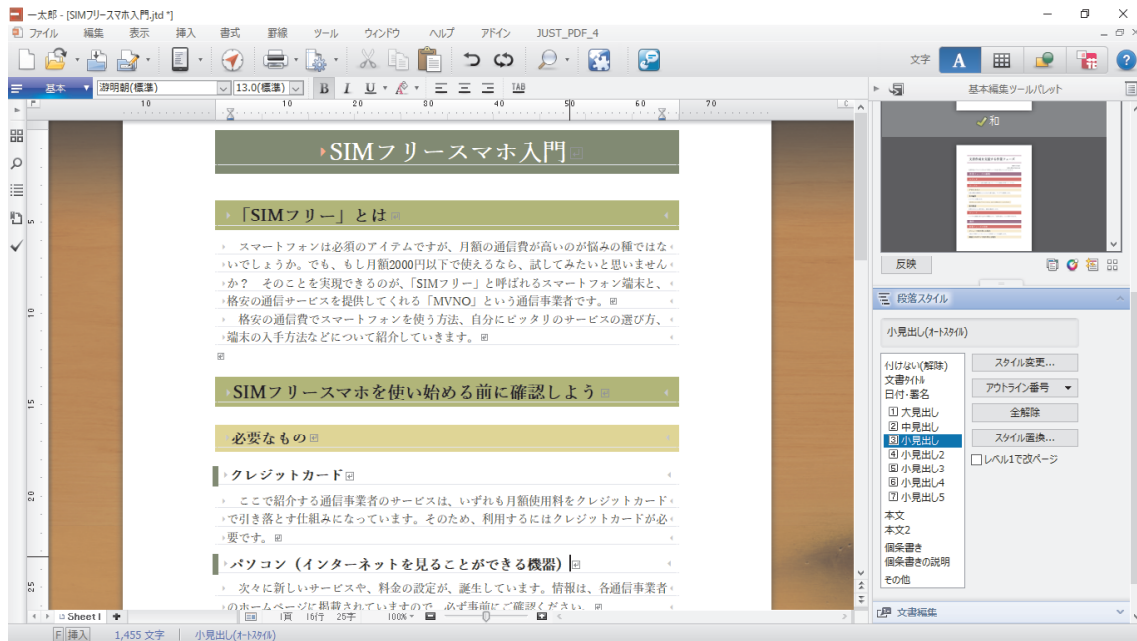 一太郎 - [SIMフリースマホ入門.jtd *]
ファイル 編集 表示 挿入 書式 罫線 ツール ウィンドウ ヘルプ アドイン JUST_PDF_4
文字 A
基本 游明朝(標準) 13.0(標準) B I U TAB
基本編集ツールパレット
10 10 20 30 40 50 60 70
和
SIMフリースマホ入門
「SIMフリー」とは
スマートフォンは必須のアイテムですが、月額の通信費が高いのが悩みの種ではな
いでしょうか。でも、もし月額2000円以下で使えるなら、試してみたいと思いません
か? そのことを実現できるのが、「SIMフリー」と呼ばれるスマートフォン端末と、
格安の通信サービスを提供してくれる「MVNO」という通信事業者です。
格安の通信費でスマートフォンを使う方法、自分にピッタリのサービスの選び方、
端末の入手方法などについて紹介していきます。
SIMフリースマホを使い始める前に確認しよう
必要なもの
クレジットカード
ここで紹介する通信事業者のサービスは、いずれも月額使用料をクレジットカード
で引き落とす仕組みになっています。そのため、利用するにはクレジットカードが必
要です。
パソコン（インターネットを見ることができる機器）
次々に新しいサービスや、料金の設定が、誕生しています。情報は、各通信事業者
のホームページに掲載されていますので、必ず事前にご確認ください。
5
10
15
20
25
反映
段落スタイル
小見出し(オートスタイル)
付けない(解除)
文書タイトル
日付・署名
1 大見出し
2 中見出し
3 小見出し
4 小見出し2
5 小見出し3
6 小見出し4
7 小見出し5
本文
本文2
個条書き
個条書きの説明
その他
スタイル変更...
アウトライン番号
全解除
スタイル置換...
レベル1で改ページ
文書編集
Sheet1 1頁 16行 25字 100%
挿入 1,455 文字 小見出し(オートスタイル)